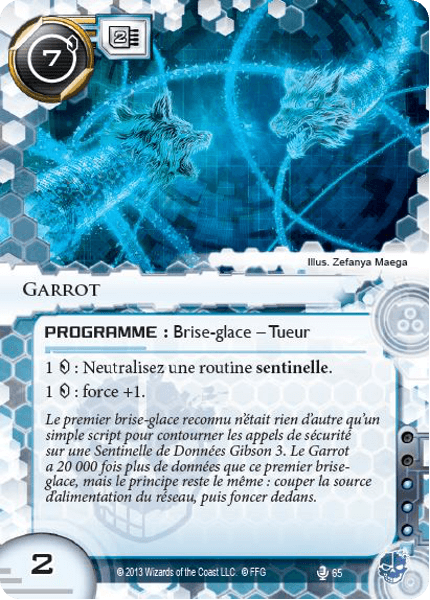 7
2
Illus. Zefanya Maega
GARROT
PROGRAMME : Brise-glace – Tueur
1 : Neutralisez une routine sentinelle.
1 : force +1.
Le premier brise-glace reconnu n'était rien d'autre qu'un
simple script pour contourner les appels de sécurité
sur une Sentinelle de Données Gibson 3. Le Garrot
a 20 000 fois plus de données que ce premier brise-
glace, mais le principe reste le même : couper la source
d'alimentation du réseau, puis foncer dedans.
2
© 2013 Wizards of the Coast LLC. © FFG
65